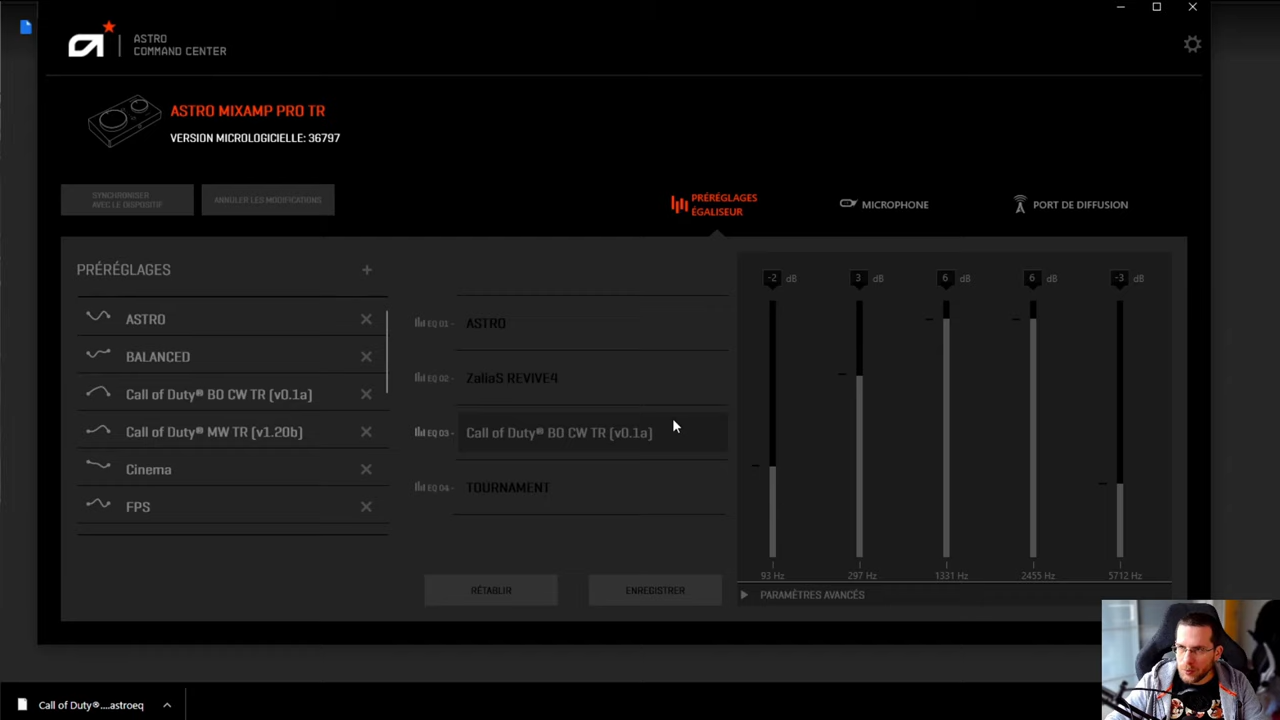 ASTRO
COMMAND CENTER
ASTRO MIXAMP PRO TR
VERSION MICROLOGICIELLE: 36797
SYNCHRONISER
AVEC LE DISPOSITIF
ANNULER LES MODIFICATIONS
PRÉRÉGLAGES
ÉGALISEUR
MICROPHONE
PORT DE DIFFUSION
PRÉRÉGLAGES +
ASTRO
BALANCED
Call of Duty® BO CW TR (v0.1a)
Call of Duty® MW TR (v1.20b)
Cinema
FPS
EQ 01 - ASTRO
EQ 02 - ZaliaS REVIVE4
EQ 03 - Call of Duty® BO CW TR (v0.1a)
EQ 04 - TOURNAMENT
RÉTABLIR
ENREGISTRER
-2 dB 3 dB 6 dB 6 dB -3 dB
93 Hz 297 Hz 1331 Hz 2455 Hz 5712 Hz
PARAMÈTRES AVANCÉS
Call of Duty®....astroeq